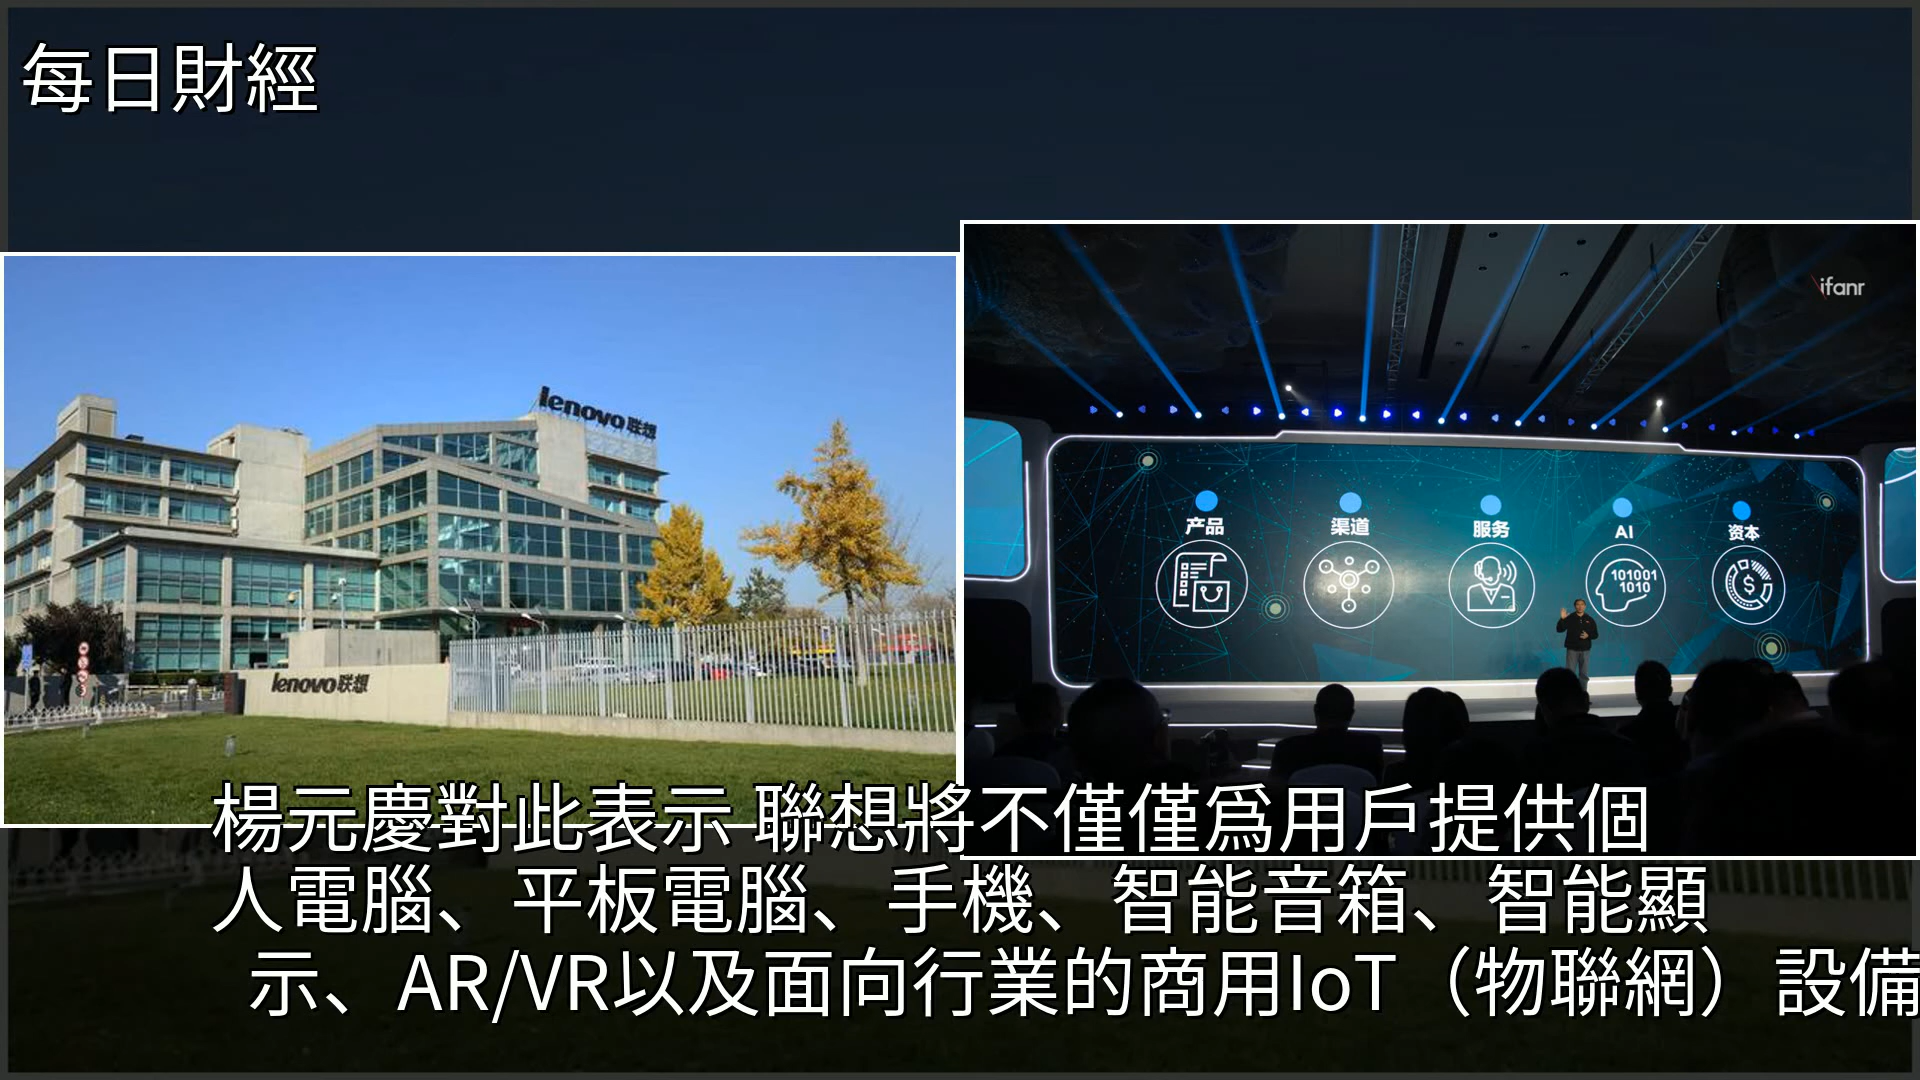 每日財經
ifanr
lenovo联想
产品
渠道
服务
AI
资本
101001
1010
lenovo联想
楊元慶對此表示 聯想將不僅僅爲用戶提供個
人電腦、平板電腦、手機、智能音箱、智能顯
示、AR/VR以及面向行業的商用IoT（物聯網）設備